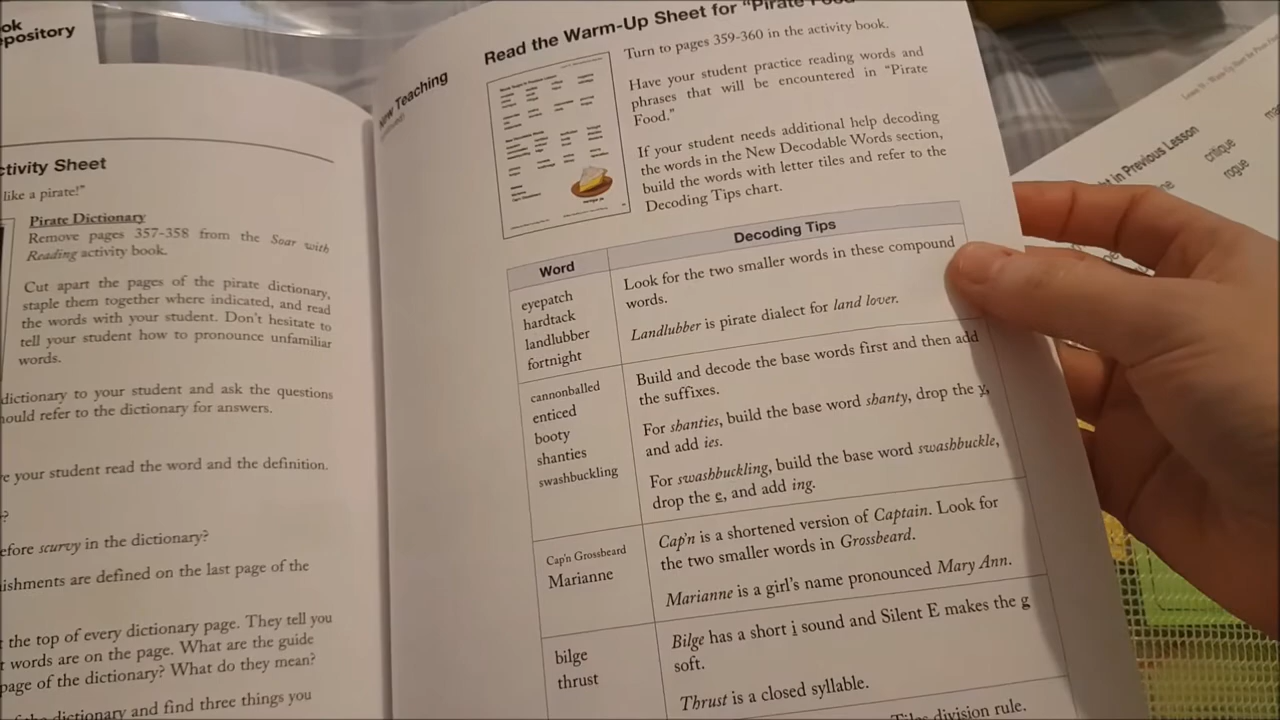 ok
pository
ctivity Sheet
like a pirate!"
Pirate Dictionary
Remove pages 357-358 from the Soar with
Reading activity book.
Cut apart the pages of the pirate dictionary,
staple them together where indicated, and read
the words with your student. Don't hesitate to
tell your student how to pronounce unfamiliar
words.
dictionary to your student and ask the questions
ould refer to the dictionary for answers.
e your student read the word and the definition.
?
efore scurvy in the dictionary?
ishments are defined on the last page of the
the top of every dictionary page. They tell you
t words are on the page. What are the guide
page of the dictionary? What do they mean?
of the dictionary and find three things you
New Teaching
(continued)
Read the Warm-Up Sheet for "Pirate Food
Turn to pages 359-360 in the activity book.
Have your student practice reading words and
phrases that will be encountered in "Pirate
Food."
If your student needs additional help decoding
the words in the New Decodable Words section,
build the words with letter tiles and refer to the
Decoding Tips chart.
Word
Decoding Tips
eyepatch
hardtack
landlubber
fortnight
Look for the two smaller words in these compound
words.
Landlubber is pirate dialect for land lover.
cannonballed
enticed
booty
shanties
swashbuckling
Build and decode the base words first and then add
the suffixes.
For shanties, build the base word shanty, drop the y,
and add ies.
For swashbuckling, build the base word swashbuckle,
drop the e, and add ing.
Cap'n Grossbeard
Marianne
Cap'n is a shortened version of Captain. Look for
the two smaller words in Grossbeard.
Marianne is a girl's name pronounced Mary Ann.
bilge
thrust
Bilge has a short i sound and Silent E makes the g
soft.
Thrust is a closed syllable.
Tiles division rule.
ht in Previous Lesson
critique
rogue